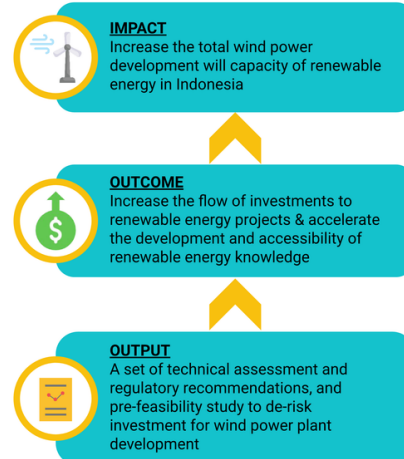 IMPACT
Increase the total wind power
development will capacity of renewable
energy in Indonesia
OUTCOME
Increase the flow of investments to
renewable energy projects & accelerate
the development and accessibility of
renewable energy knowledge
$
OUTPUT
A set of technical assessment and
regulatory recommendations, and
pre-feasibility study to de-risk
investment for wind power plant
development